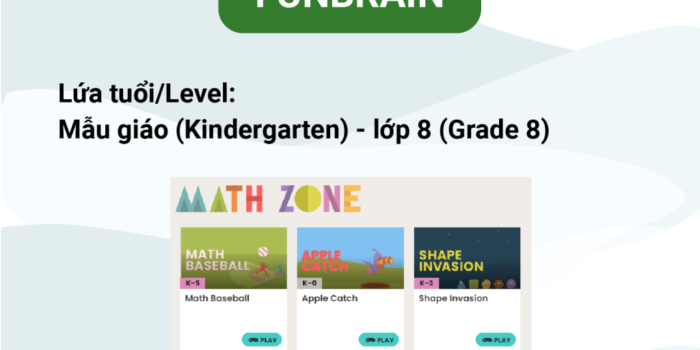 FUNBRAIN
Lứa tuổi/Level:
Mẫu giáo (Kindergarten) - lớp 8 (Grade 8)
MATH ZONE
MATH
BASEBALL
APPLE
CATCH
SHAPE
INVASION
K-5
K-0
K-3
Math Baseball
Apple Catch
Shape Invasion
PLAY
PLAY
PLAY